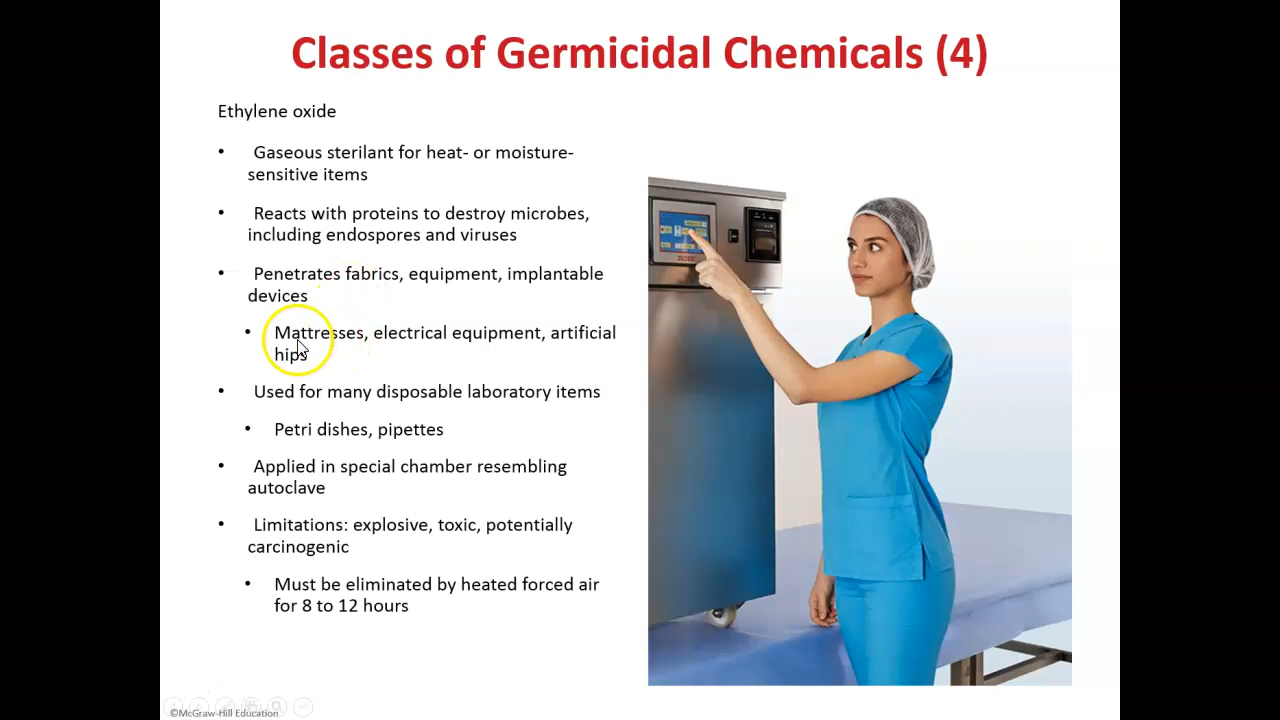 Classes of Germicidal Chemicals (4)
Ethylene oxide
• Gaseous sterilant for heat- or moisture-
sensitive items
• Reacts with proteins to destroy microbes,
including endospores and viruses
• Penetrates fabrics, equipment, implantable
devices
• Mattresses, electrical equipment, artificial
hips
• Used for many disposable laboratory items
• Petri dishes, pipettes
• Applied in special chamber resembling
autoclave
• Limitations: explosive, toxic, potentially
carcinogenic
• Must be eliminated by heated forced air
for 8 to 12 hours
©McGraw-Hill Education